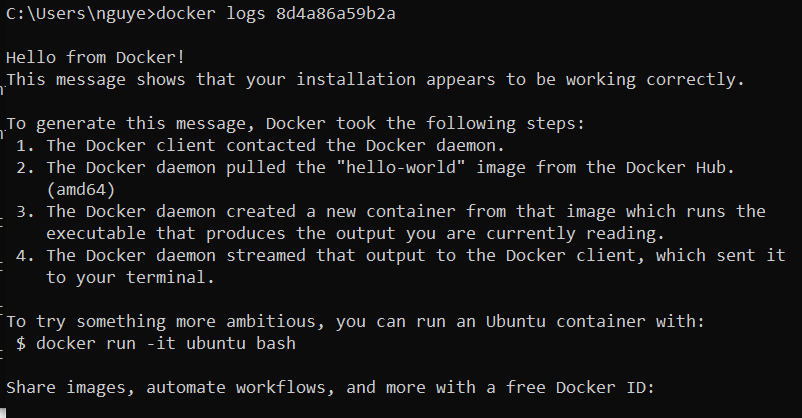 C:\Users\nguye>docker logs 8d4a86a59b2a
Hello from Docker!
This message shows that your installation appears to be working correctly.
To generate this message, Docker took the following steps:
1. The Docker client contacted the Docker daemon.
2. The Docker daemon pulled the "hello-world" image from the Docker Hub.
(amd64)
3. The Docker daemon created a new container from that image which runs the
executable that produces the output you are currently reading.
4. The Docker daemon streamed that output to the Docker client, which sent it
to your terminal.
To try something more ambitious, you can run an Ubuntu container with:
$ docker run -it ubuntu bash
Share images, automate workflows, and more with a free Docker ID: